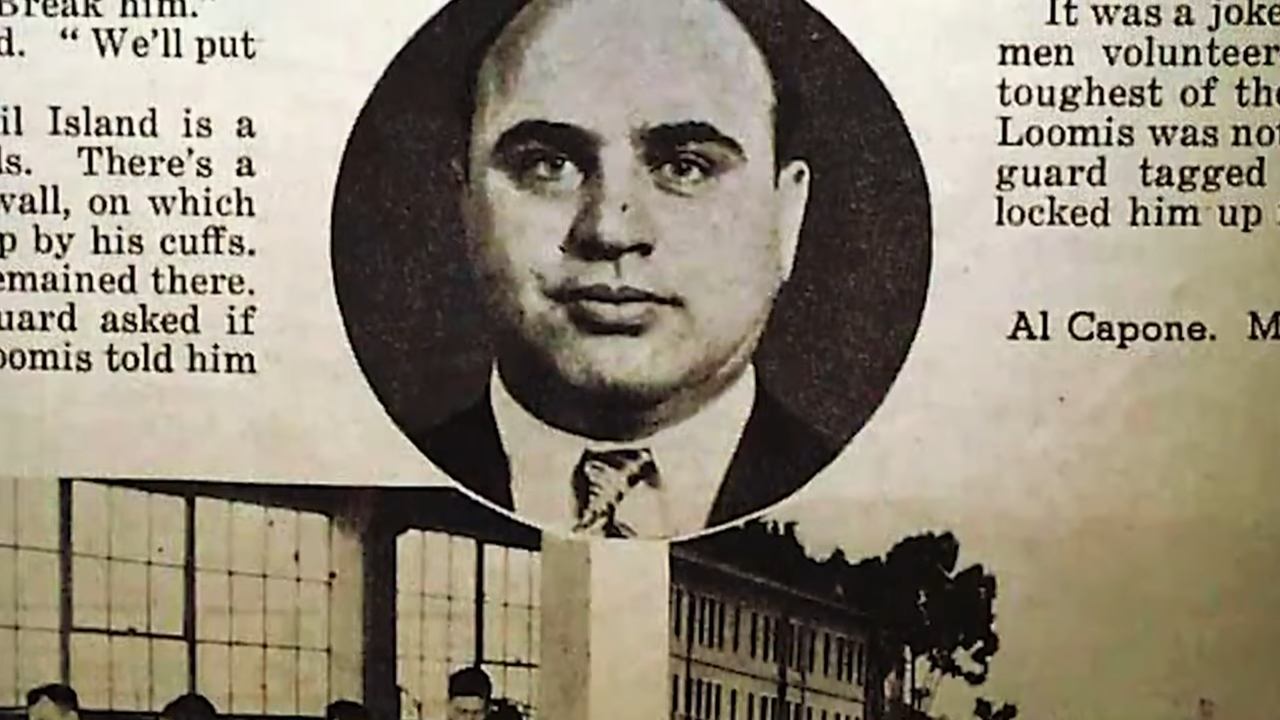 Break him."
d. "We'll put
il Island is a
ls. There's a
wall, on which
p by his cuffs.
emained there.
uard asked if
oomis told him
It was a joke
men volunteer
toughest of the
Loomis was not
guard tagged
locked him up
Al Capone. M